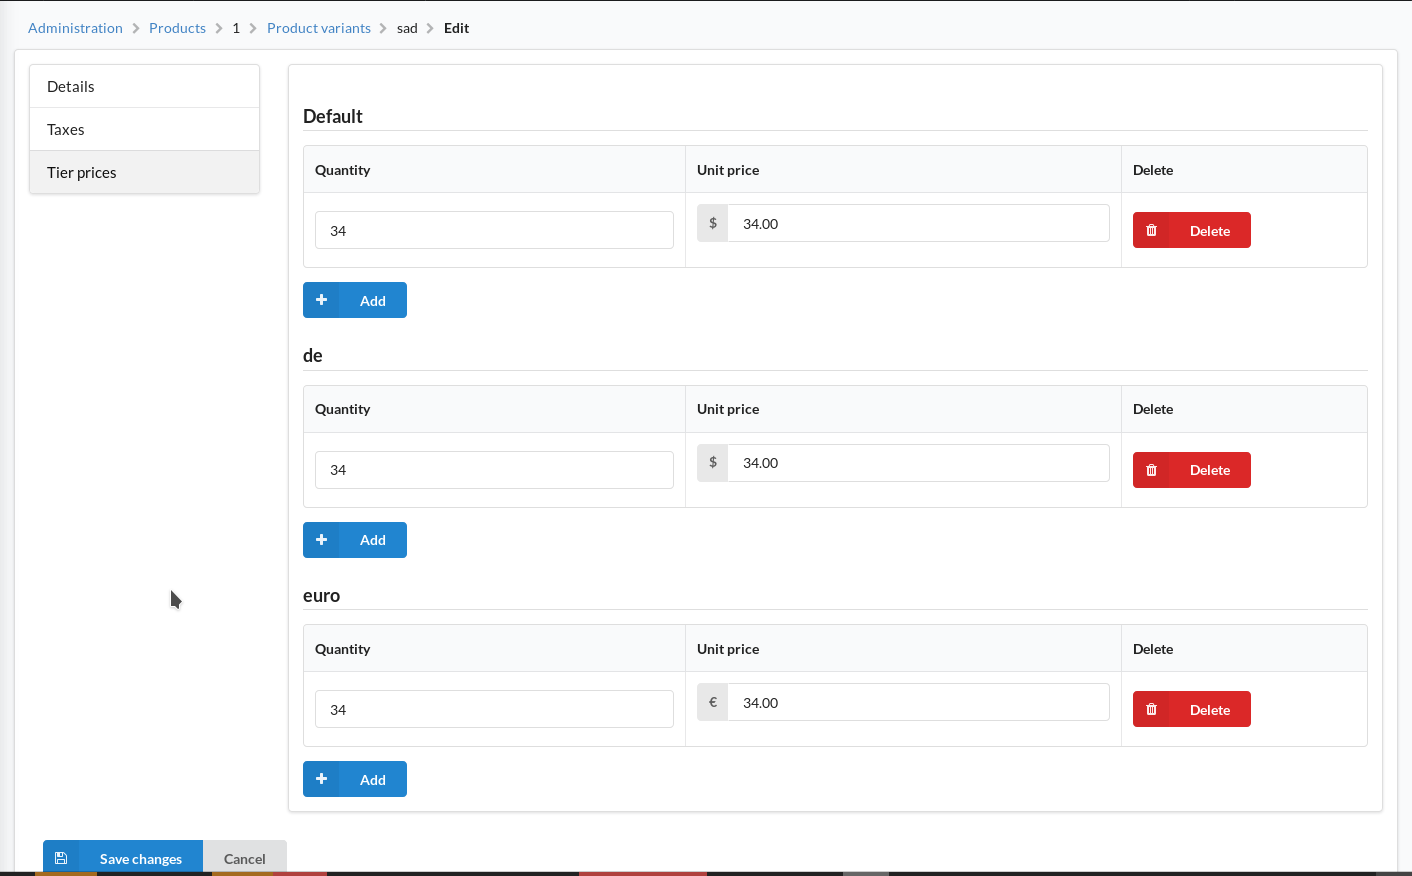 Administration > Products > 1 > Product variants > sad > Edit
Details
Taxes
Tier prices
Default
Quantity Unit price Delete
34 $ 34.00 Delete
Add
de
Quantity Unit price Delete
34 $ 34.00 Delete
Add
euro
Quantity Unit price Delete
34 € 34.00 Delete
Add
Save changes Cancel